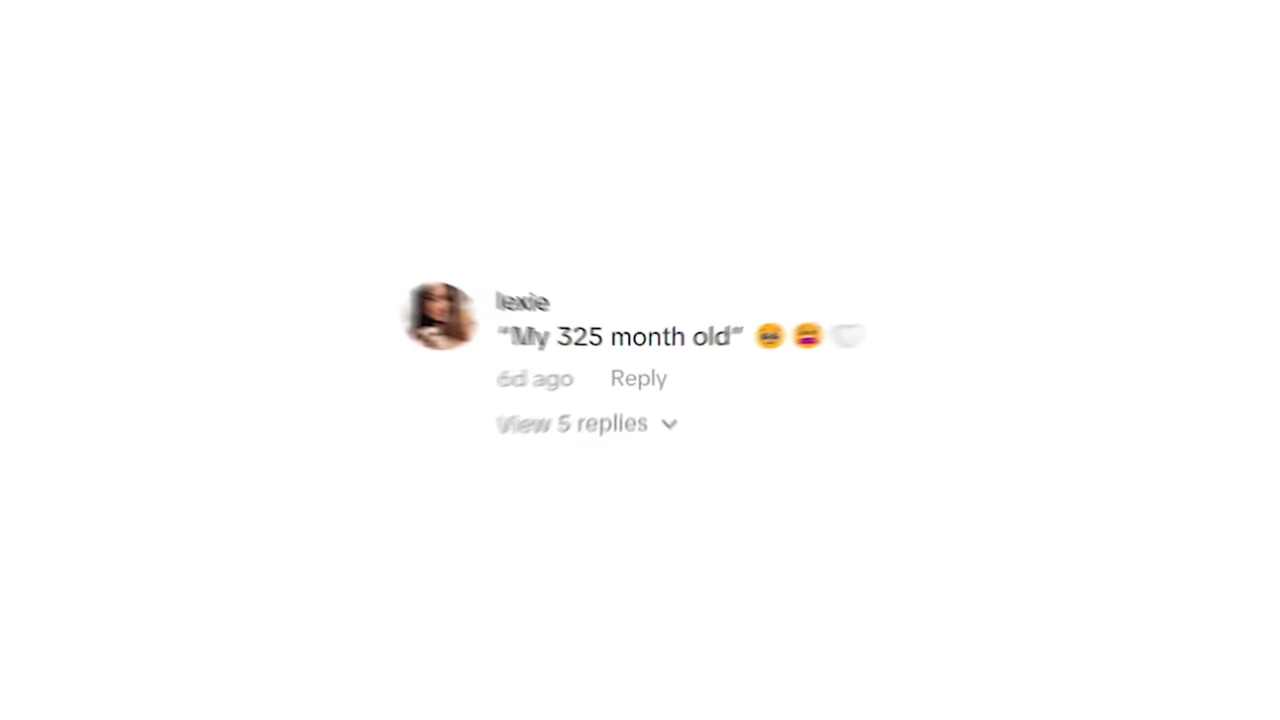 lexie
“My 325 month old” 🥺😩🤍
6d ago Reply
View 5 replies